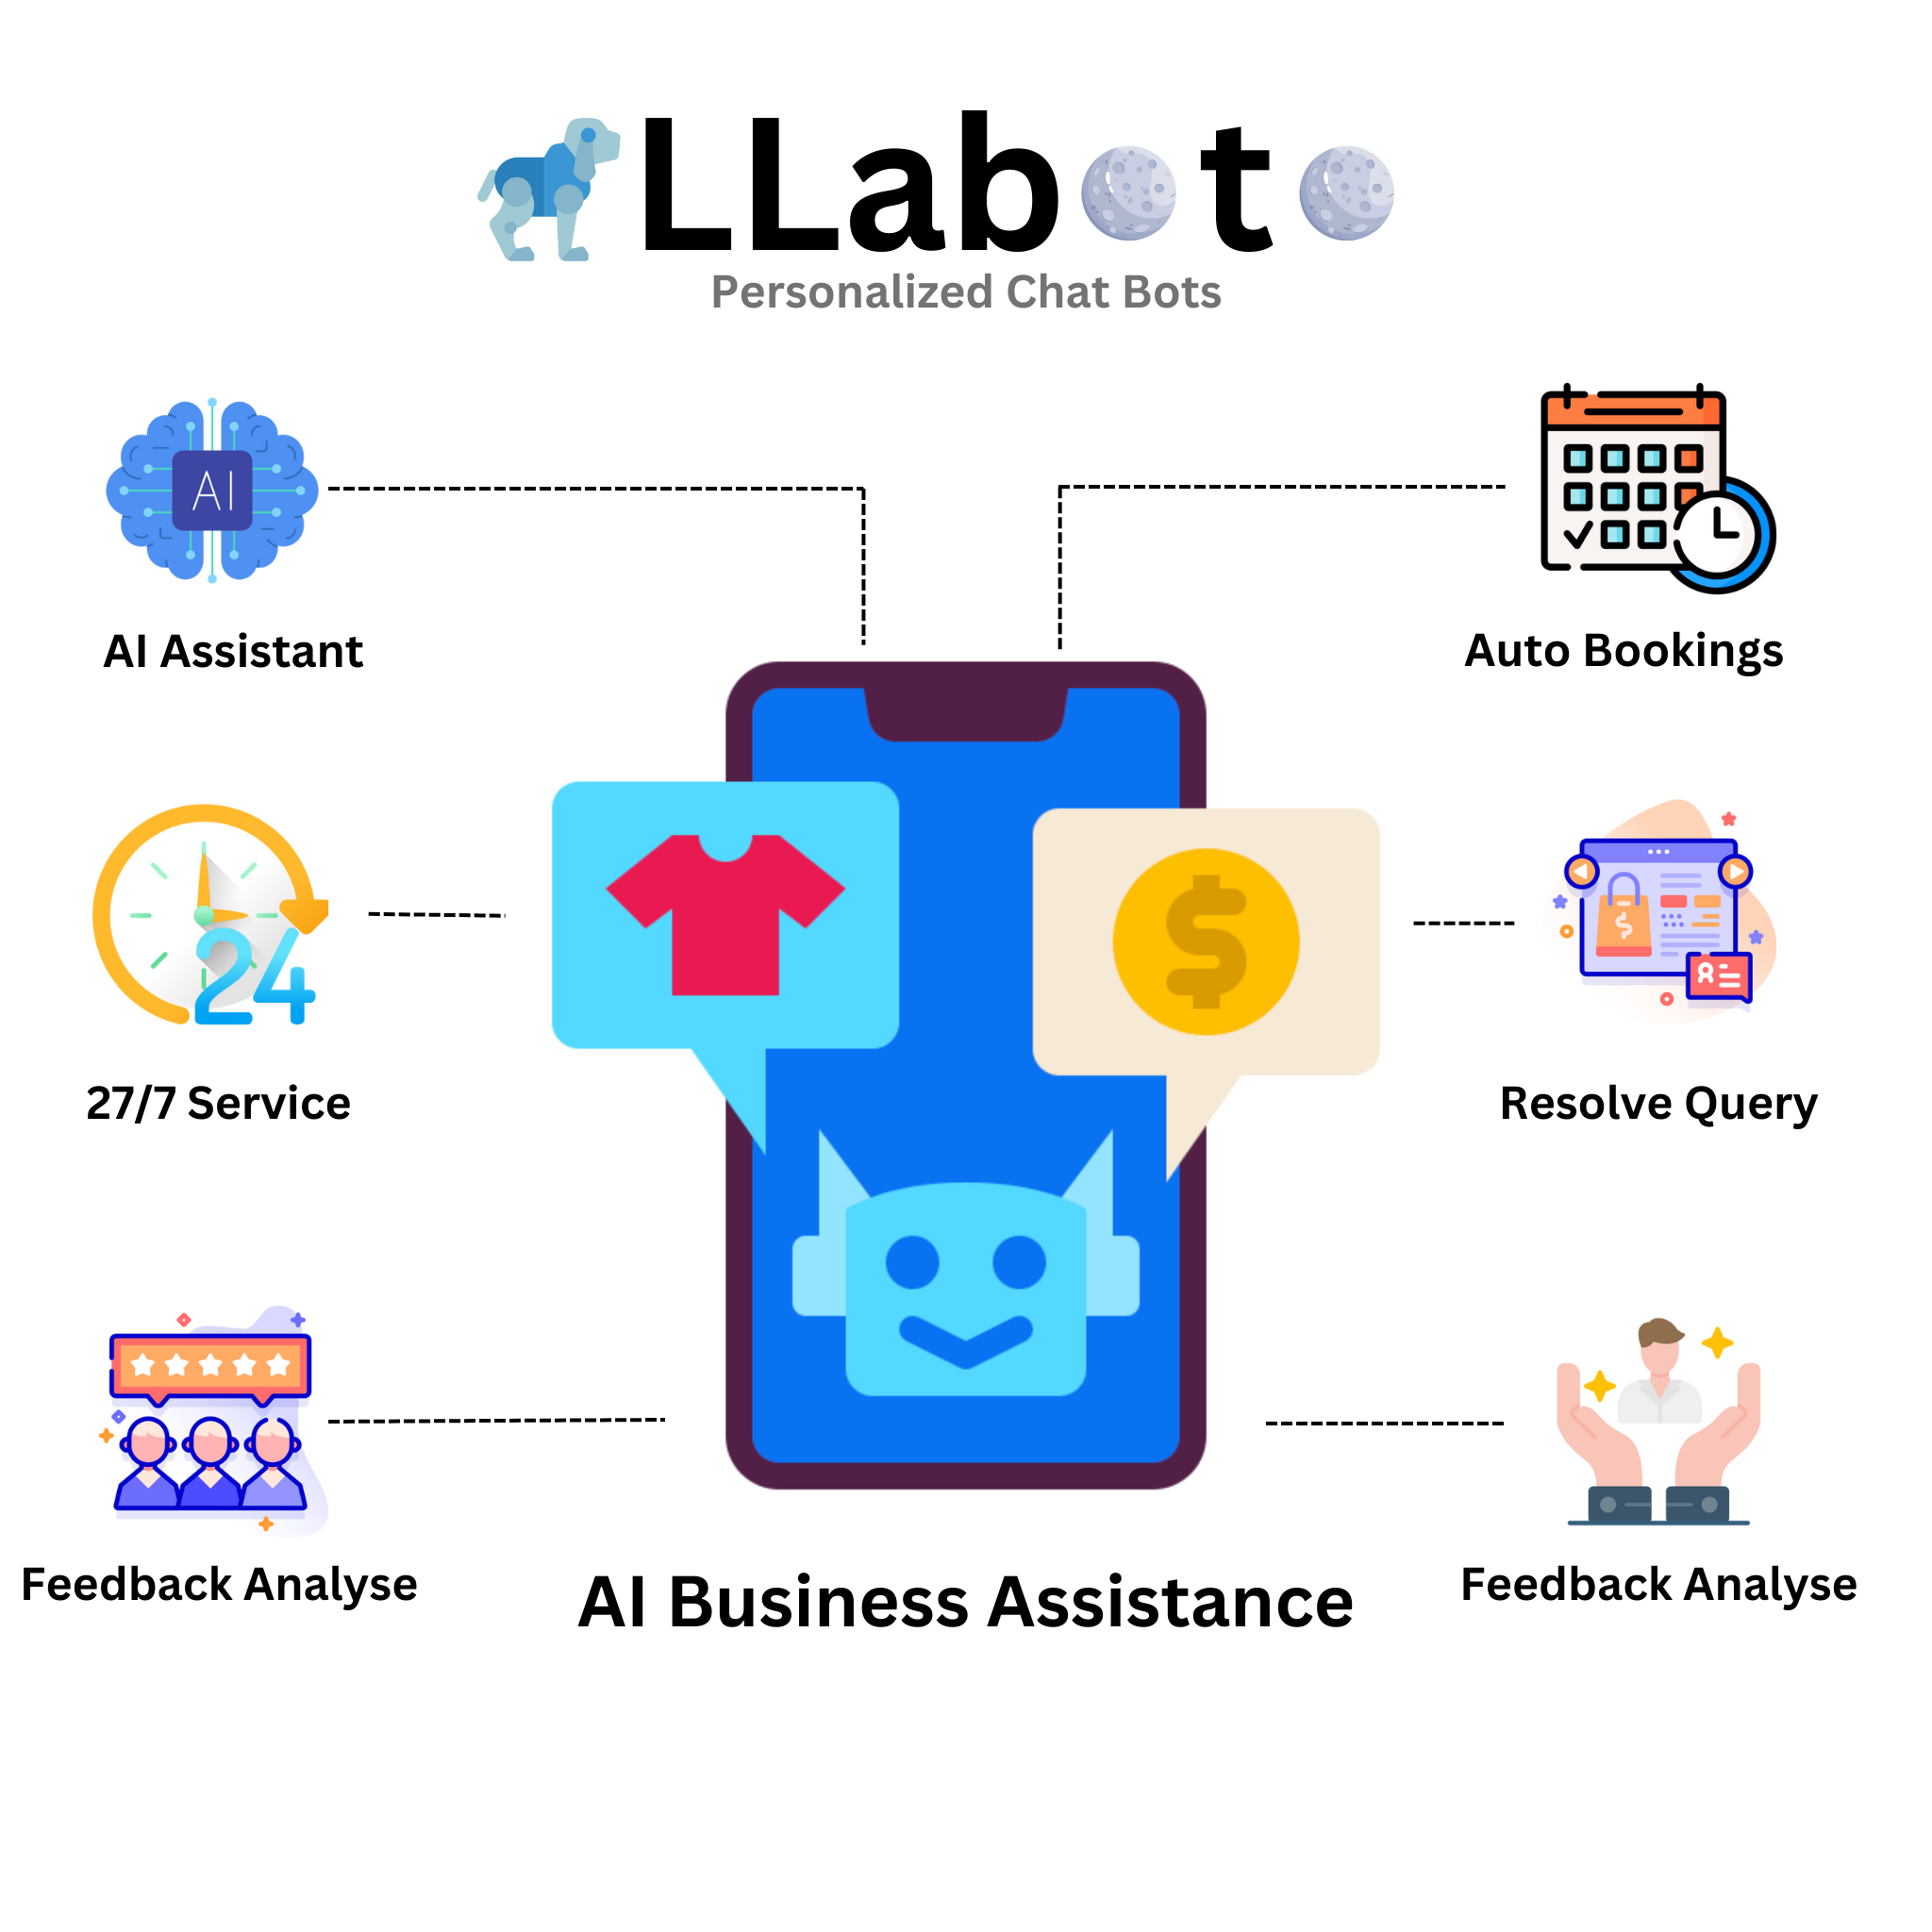 LLaboto
Personalized Chat Bots
AI
AI Assistant
Auto Bookings
24
$
$
27/7 Service
Resolve Query
Feedback Analyse
Feedback Analyse
AI Business Assistance